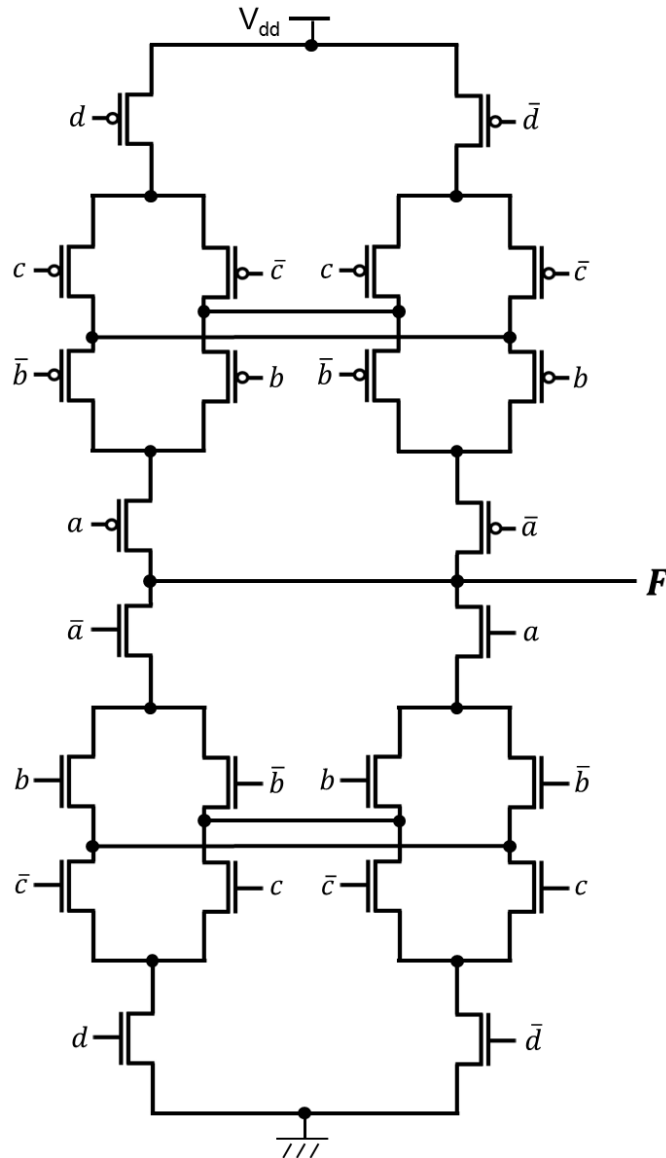 V_dd
d d̄
c c̄ c c̄
b̄ b b̄ b
a ā
F
ā a
b b̄ b b̄
c̄ c c̄ c
d d̄